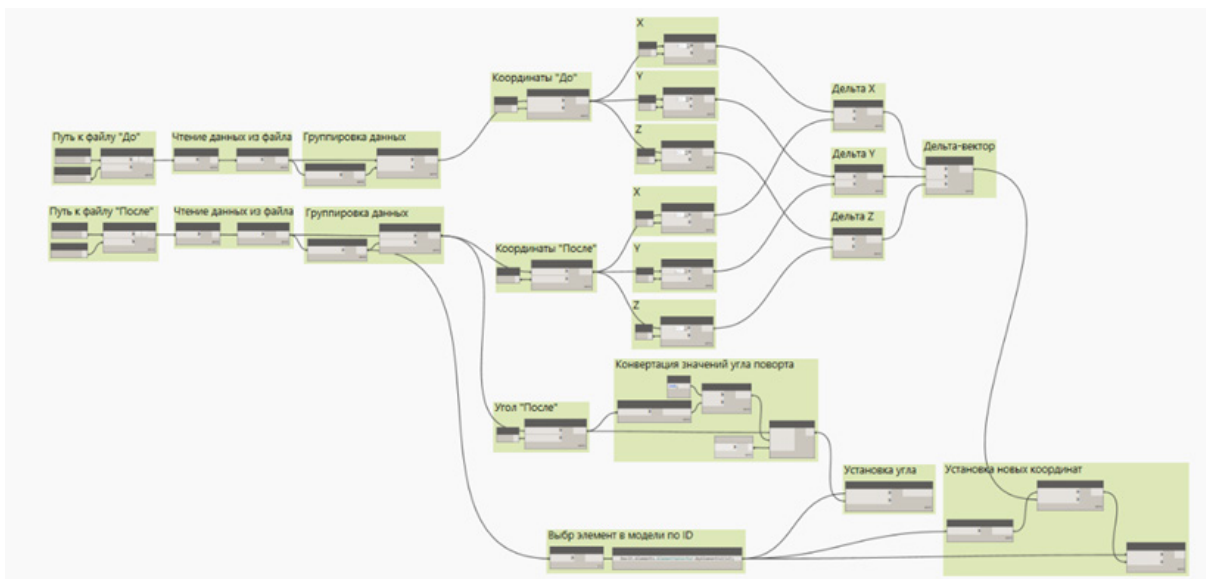 X
Координаты "До"
Y
Дельта X
Путь к файлу "До"
Чтение данных из файла
Группировка данных
Z
Дельта Y
Дельта-вектор
X
Путь к файлу "После"
Чтение данных из файла
Группировка данных
Дельта Z
Координаты "После"
Y
Z
Конвертация значений угла поворта
Угол "После"
Установка угла
Установка новых координат
Выбр элемент в модели по ID